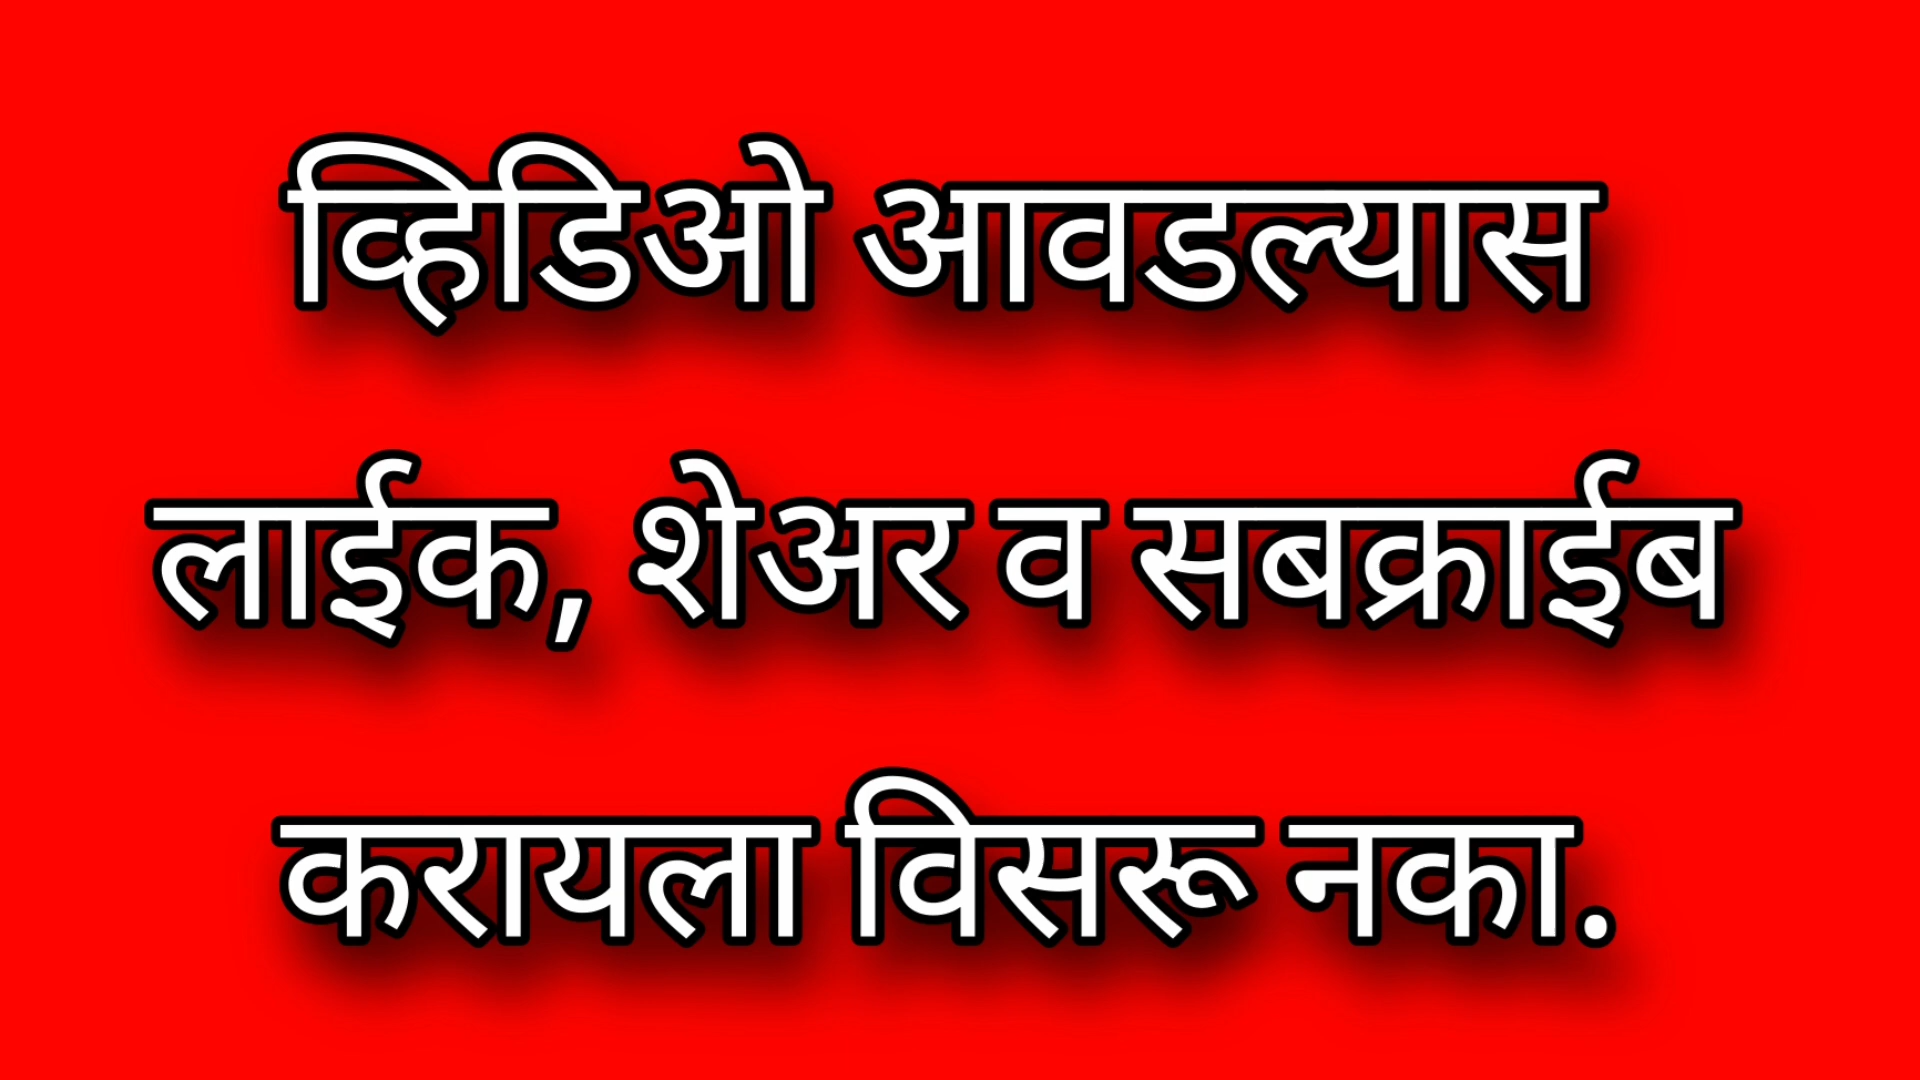 व्हिडिओ आवडल्यास
लाईक, शेअर व सबक्राईब
करायला विसरू नका.